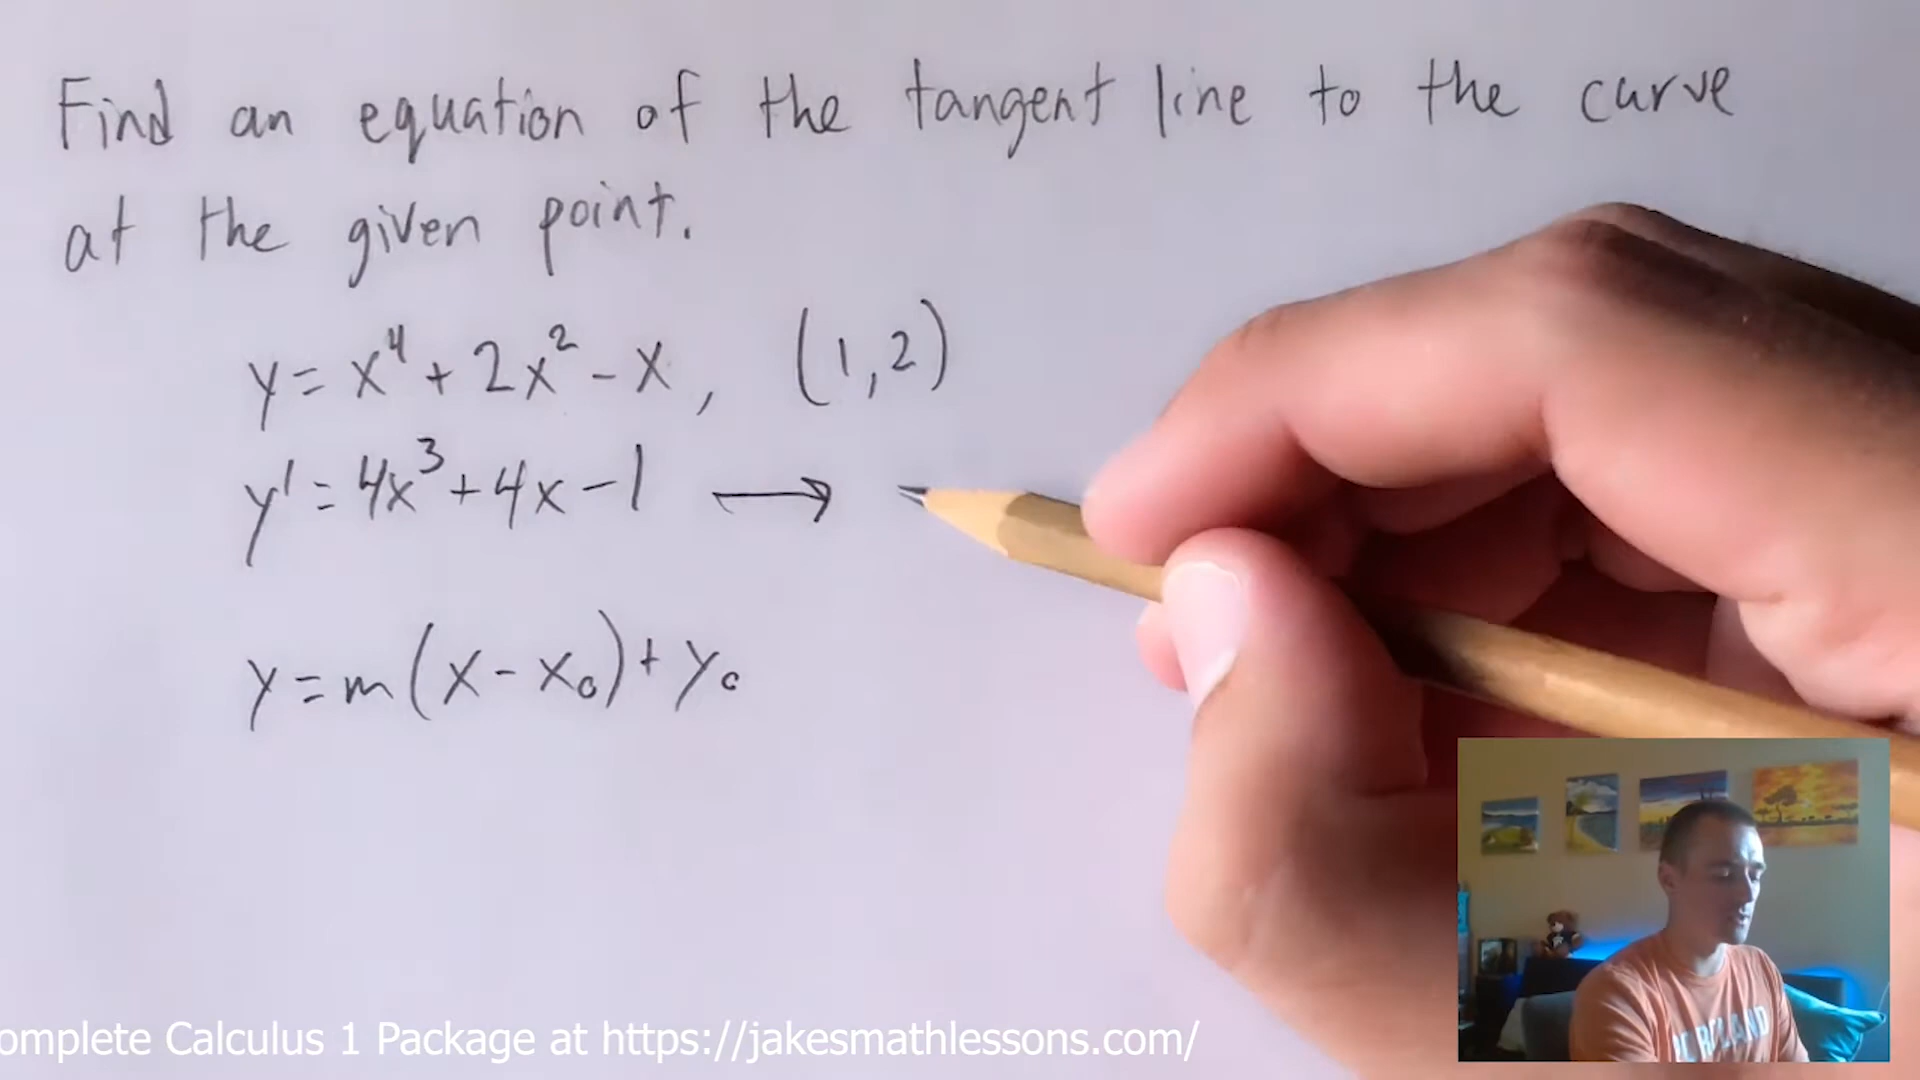 Find an equation of the tangent line to the curve
at the given point.
y = x⁴ + 2x² - x, (1,2)
y' = 4x³ + 4x - 1 →
y = m(x - x₀) + y₀
omplete Calculus 1 Package at https://jakesmathlessons.com/